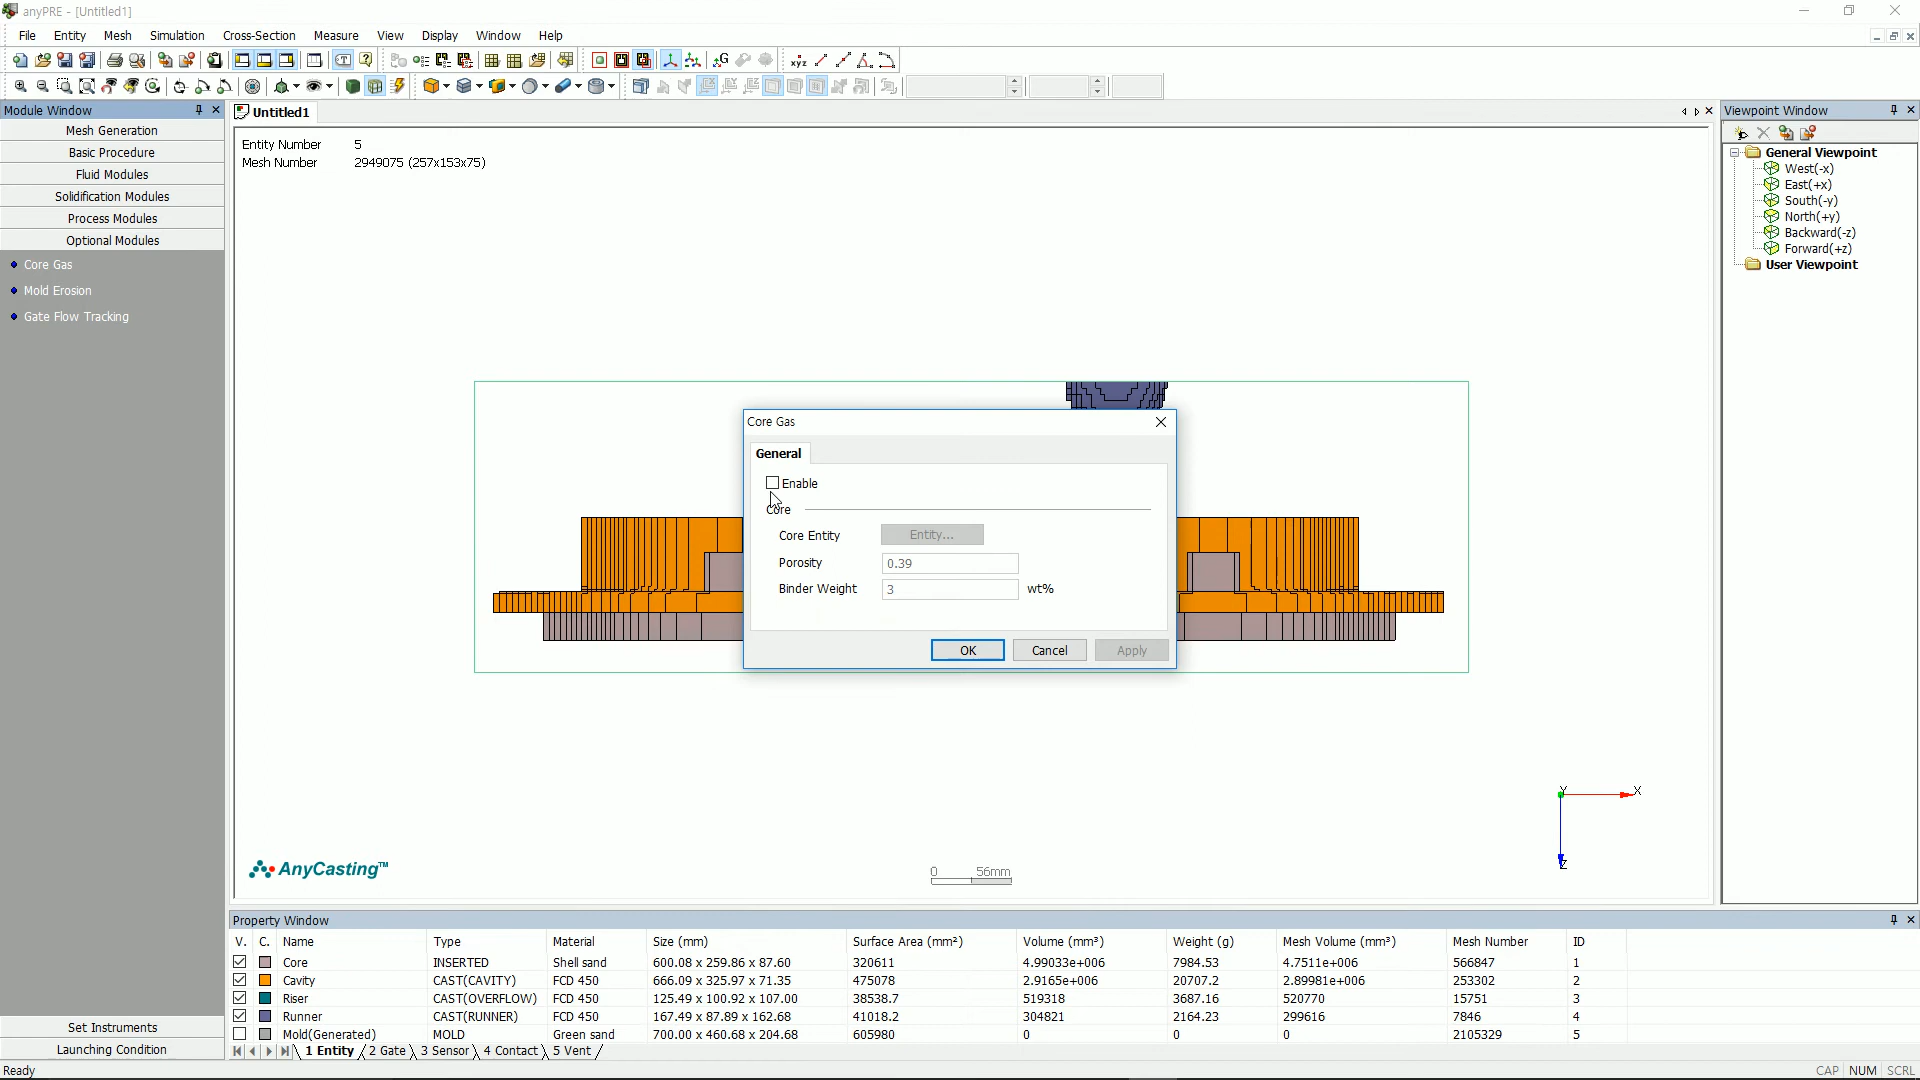 anyPRE - [Untitled1]
File Entity Mesh Simulation Cross-Section Measure View Display Window Help
Module Window
Mesh Generation
Basic Procedure
Fluid Modules
Solidification Modules
Process Modules
Optional Modules
Core Gas
Mold Erosion
Gate Flow Tracking
Set Instruments
Launching Condition
Untitled1
Entity Number 5
Mesh Number 2949075 (257x153x75)
Core Gas
General
Enable
Core
Core Entity Entity...
Porosity 0.39
Binder Weight 3 wt%
OK Cancel Apply
Y X
Z
AnyCasting™
0 56mm
Viewpoint Window
General Viewpoint
West(-x)
East(+x)
South(-y)
North(+y)
Backward(-z)
Forward(+z)
User Viewpoint
Property Window
V. C. Name Type Material Size (mm) Surface Area (mm²) Volume (mm³) Weight (g) Mesh Volume (mm³) Mesh Number ID
Core INSERTED Shell sand 600.08 x 259.86 x 87.60 320611 4.99033e+006 7984.53 4.7511e+006 566847 1
Cavity CAST(CAVITY) FCD 450 666.09 x 325.97 x 71.35 475078 2.9165e+006 20707.2 2.89981e+006 253302 2
Riser CAST(OVERFLOW) FCD 450 125.49 x 100.92 x 107.00 38538.7 519318 3687.16 520770 15751 3
Runner CAST(RUNNER) FCD 450 167.49 x 87.89 x 162.68 41018.2 304821 2164.23 299616 7846 4
Mold(Generated) MOLD Green sand 700.00 x 460.68 x 204.68 605980 0 0 0 2105329 5
1 Entity 2 Gate 3 Sensor 4 Contact 5 Vent
Ready CAP NUM SCRL